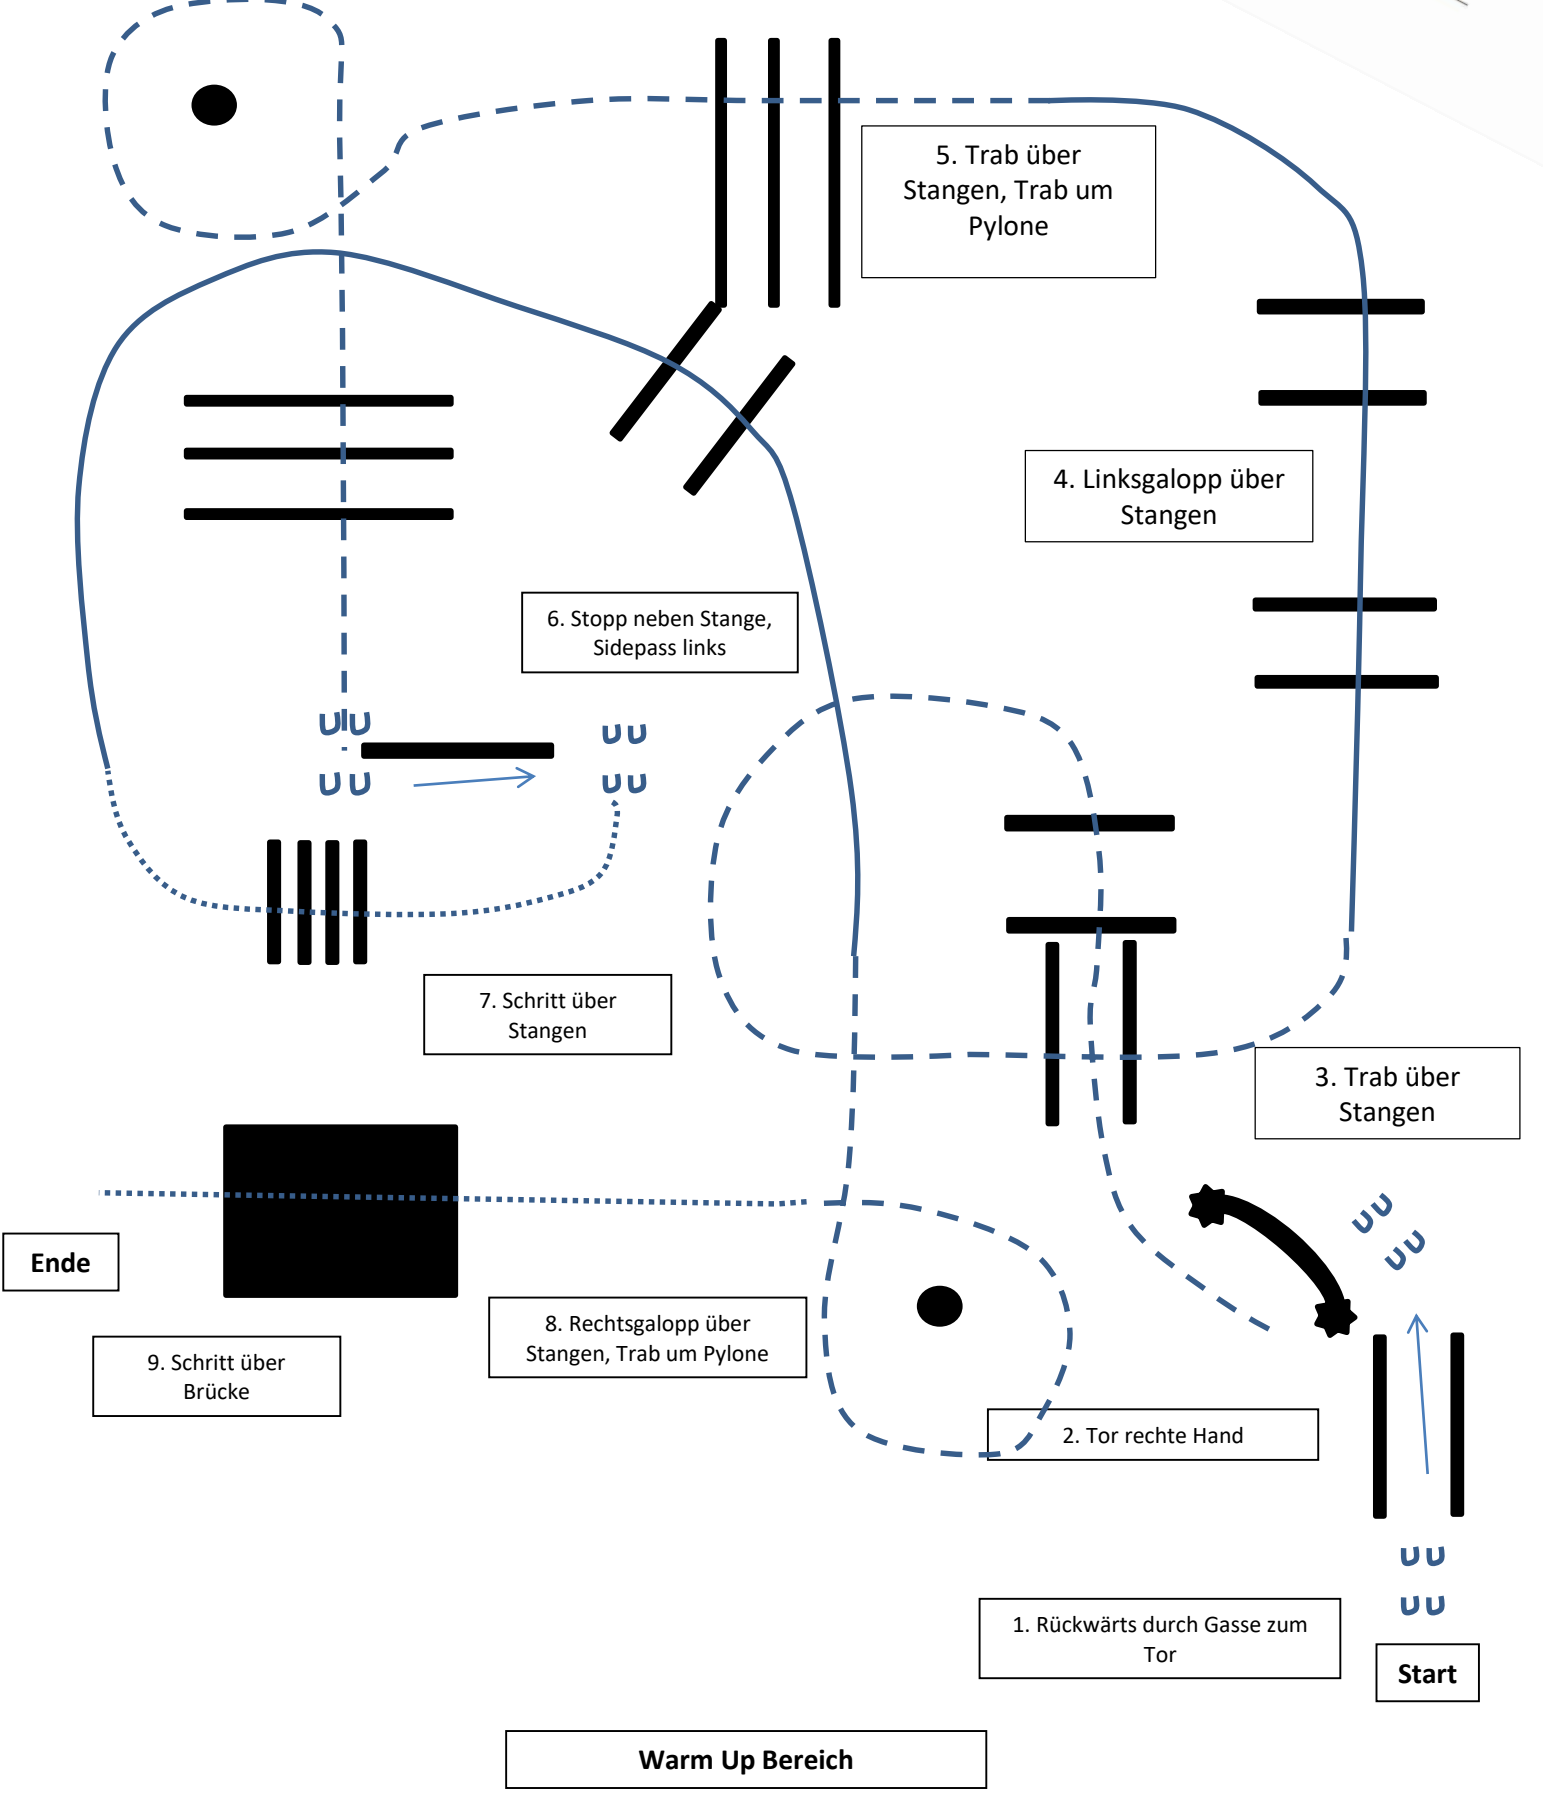 5. Trab über
Stangen, Trab um
Pylone
4. Linksgalopp über
Stangen
6. Stopp neben Stange,
Sidepass links
7. Schritt über
Stangen
3. Trab über
Stangen
Ende
8. Rechtsgalopp über
Stangen, Trab um Pylone
9. Schritt über
Brücke
2. Tor rechte Hand
1. Rückwärts durch Gasse zum
Tor
Start
Warm Up Bereich